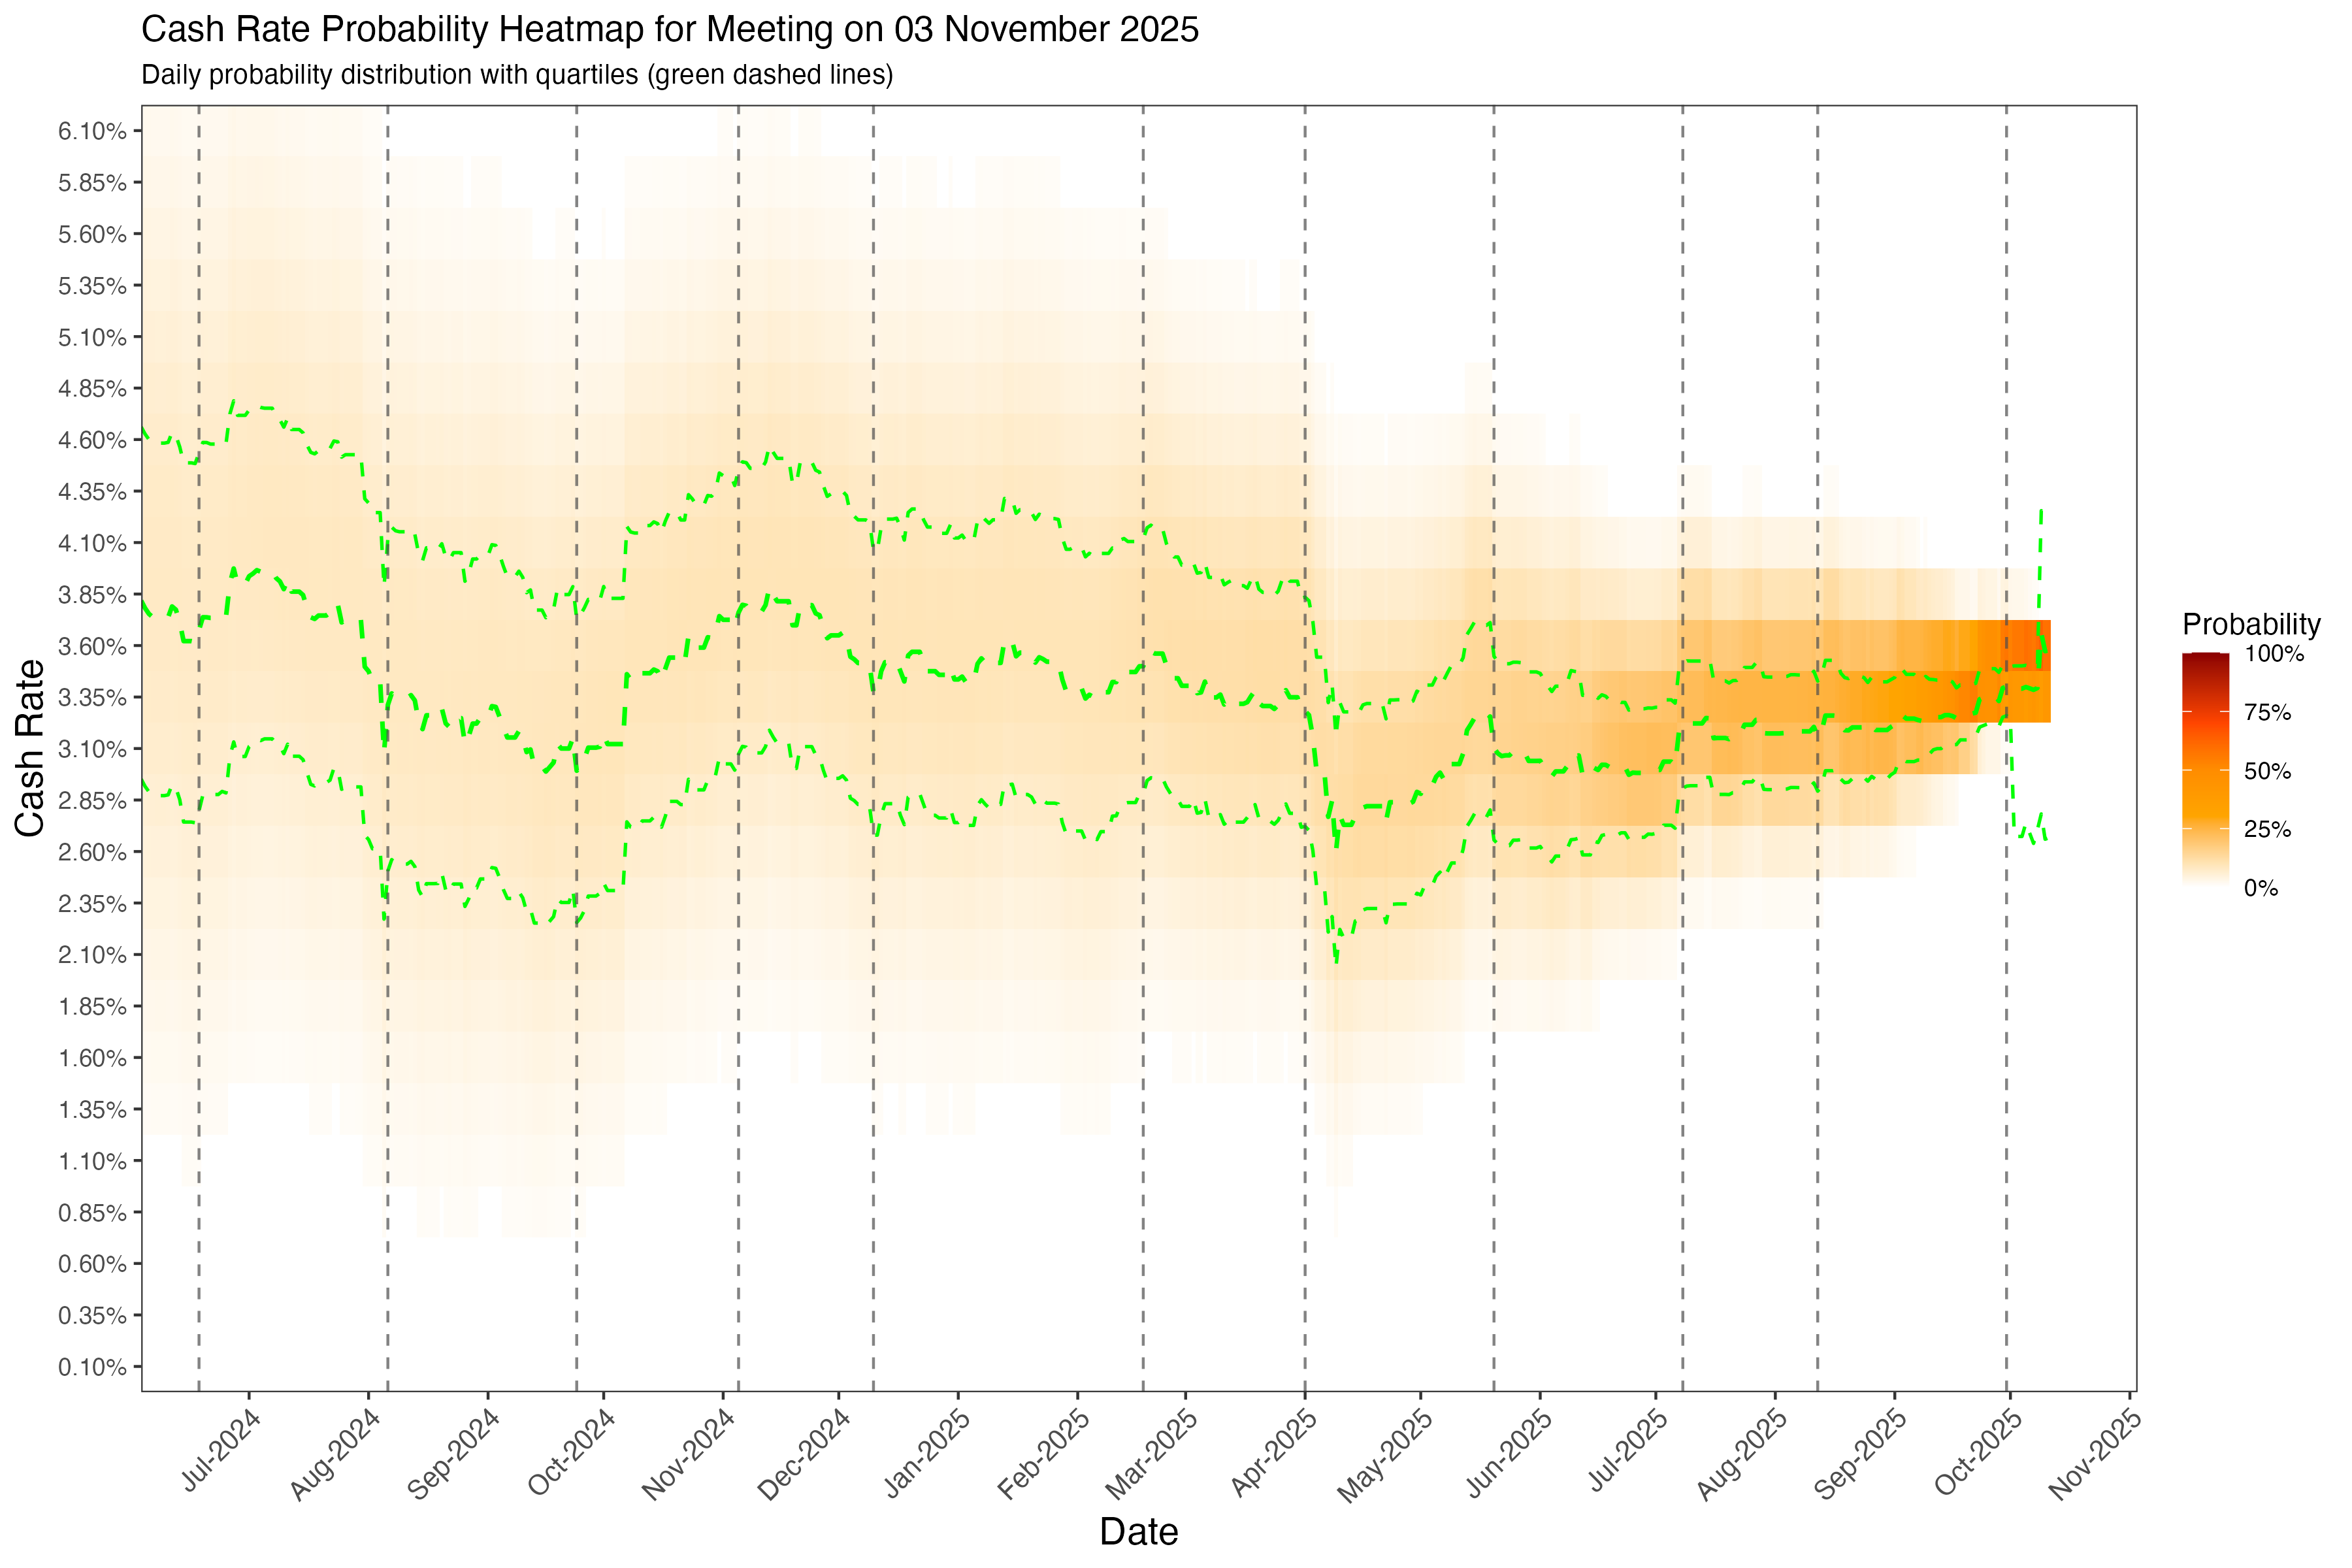 Cash Rate Probability Heatmap for Meeting on 03 November 2025
Daily probability distribution with quartiles (green dashed lines)
Cash Rate
6.10%
5.85%
5.60%
5.35%
5.10%
4.85%
4.60%
4.35%
4.10%
3.85%
3.60%
3.35%
3.10%
2.85%
2.60%
2.35%
2.10%
1.85%
1.60%
1.35%
1.10%
0.85%
0.60%
0.35%
0.10%
Jul-2024
Aug-2024
Sep-2024
Oct-2024
Nov-2024
Dec-2024
Jan-2025
Feb-2025
Mar-2025
Apr-2025
May-2025
Jun-2025
Jul-2025
Aug-2025
Sep-2025
Oct-2025
Nov-2025
Date
Probability
100%
75%
50%
25%
0%